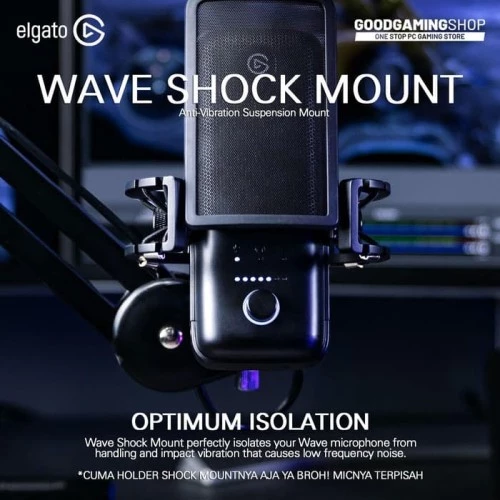 elgato
GOODGAMINGSHOP
ONE STOP PC GAMING STORE
WAVE SHOCK MOUNT
Anti-Vibration Suspension Mount
OPTIMUM ISOLATION
Wave Shock Mount perfectly isolates your Wave microphone from
handling and impact vibration that causes low frequency noise.
*CUMA HOLDER SHOCK MOUNTNYA AJA YA BROH! MICNYA TERPISAH